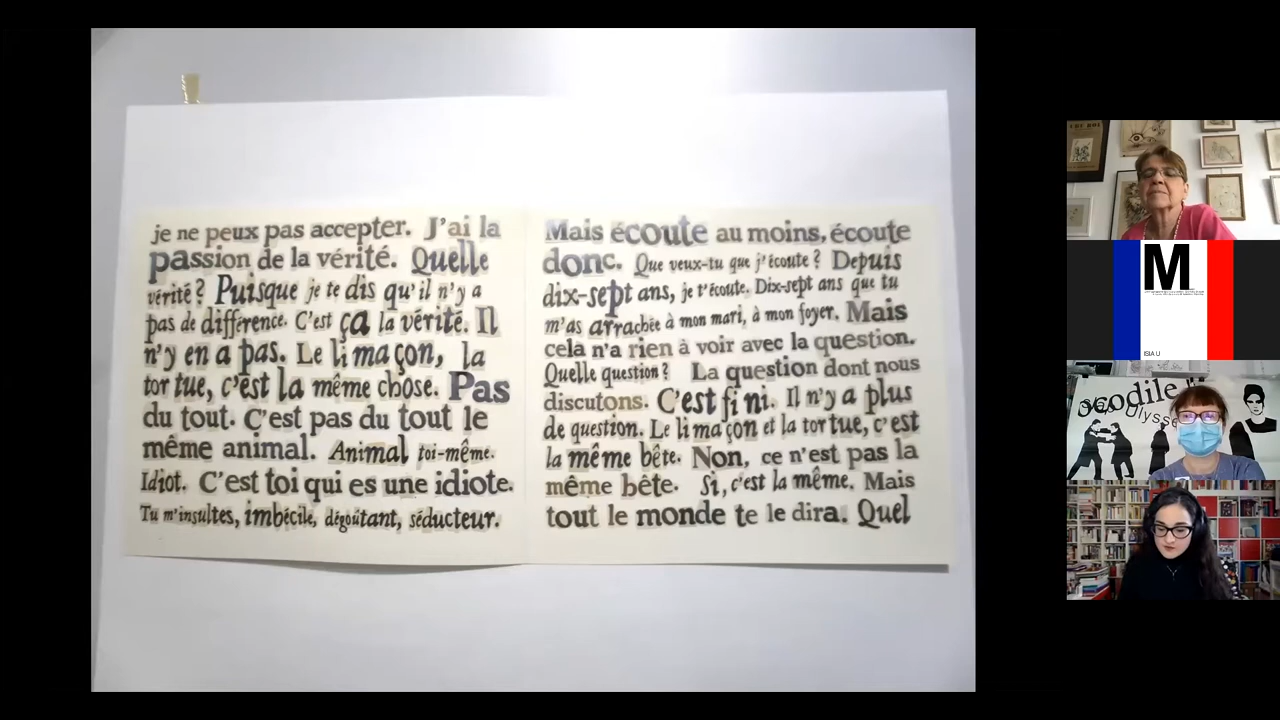 je ne peux pas accepter. J'ai la
passion de la vérité. Quelle
vérité? Puisque je te dis qu'il n'y a
pas de différence. C'est ça la vérité. Il
n'y en a pas. Le limaçon, la
tortue, c'est la même chose. Pas
du tout. C'est pas du tout le
même animal. Animal toi-même.
Idiot. C'est toi qui es une idiote.
Tu m'insultes, imbécile, dégoûtant, séducteur.
Mais écoute au moins, écoute
donc. Que veux-tu que j'écoute? Depuis
dix-sept ans, je t'écoute. Dix-sept ans que tu
m'as arrachée à mon mari, à mon foyer. Mais
cela n'a rien à voir avec la question.
Quelle question? La question dont nous
discutons. C'est fini. Il n'y a plus
de question. Le limaçon et la tortue, c'est
la même bête. Non, ce n'est pas la
même bête. Si, c'est la même. Mais
tout le monde te le dira. Quel
M
ISIA U
ocodile
Ulysse